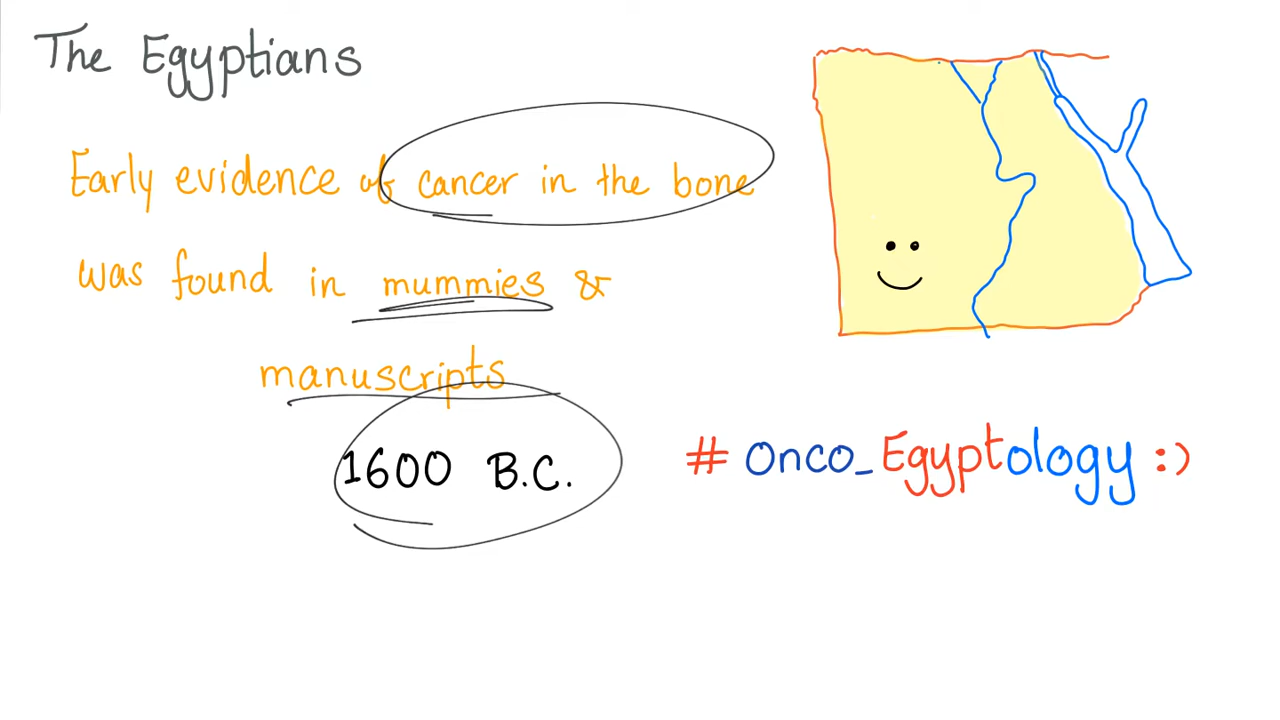 The Egyptians
Early evidence of cancer in the bone
was found in mummies &
manuscripts
1600 B.C.
# Onco_Egyptology :)